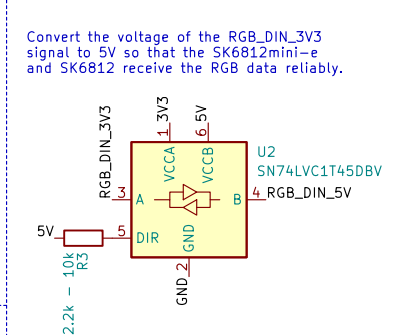 Convert the voltage of the RGB_DIN_3V3
signal to 5V so that the SK6812mini-e
and SK6812 receive the RGB data reliably.
RGB_DIN_3V3
3V3
5V
1
6
VCCA
VCCB
U2
SN74LVC1T45DBV
3
A
B
4
RGB_DIN_5V
5V
5
DIR
GND
2
GND
R3
2.2k - 10k